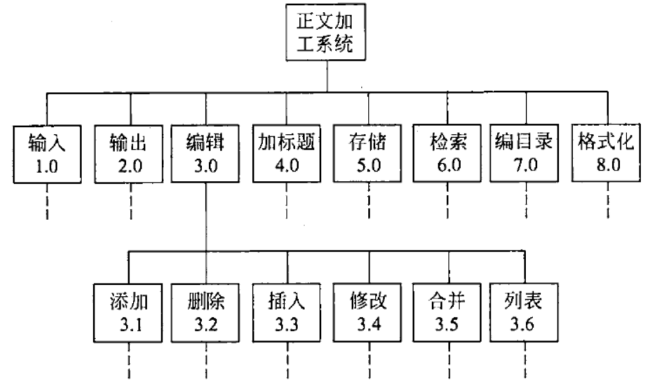 正文加
工系统
输入
1.0
输出
2.0
编辑
3.0
加标题
4.0
存储
5.0
检索
6.0
编目录
7.0
格式化
8.0
添加
3.1
删除
3.2
插入
3.3
修改
3.4
合并
3.5
列表
3.6